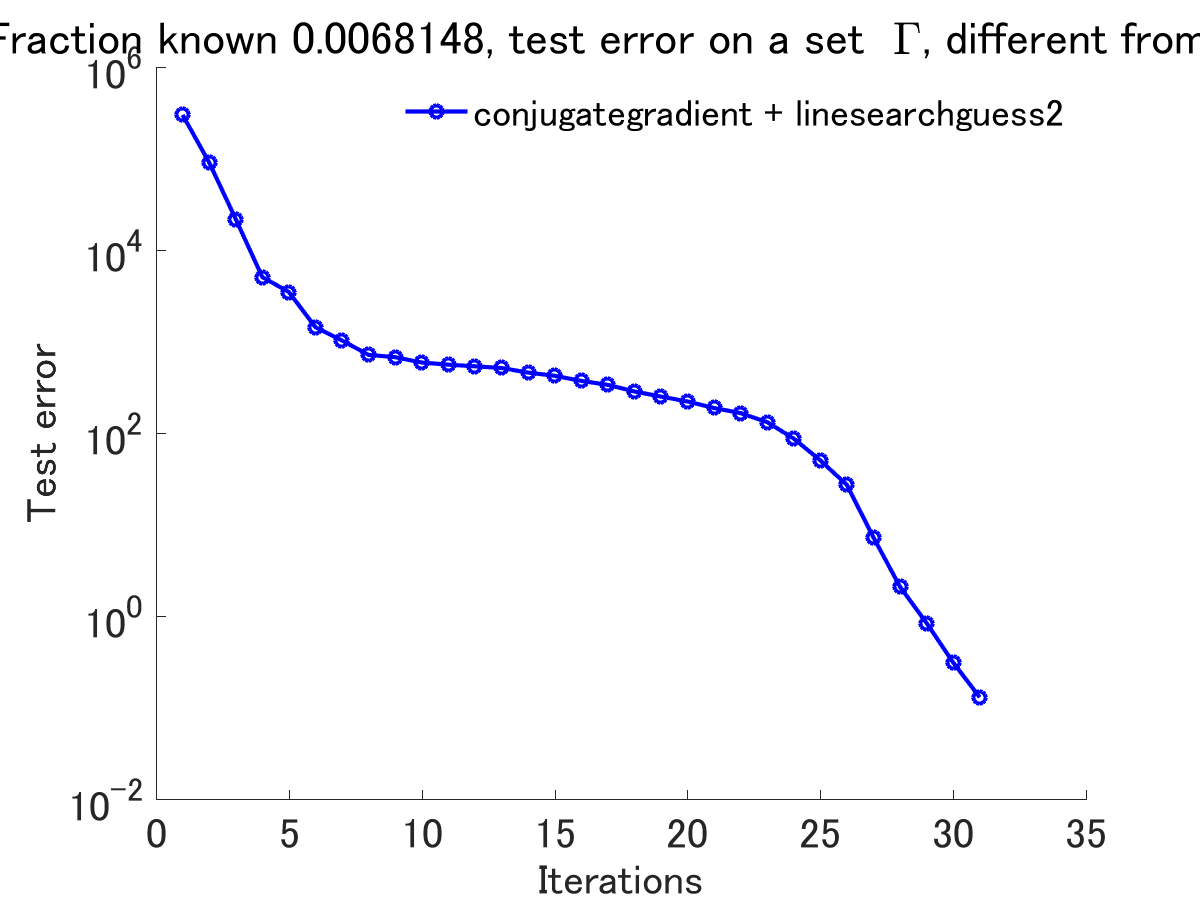 Fraction known 0.0068148, test error on a set Γ, different from
conjugategradient + linesearchguess2
10^6
10^4
10^2
10^0
10^-2
Test error
0 5 10 15 20 25 30 35
Iterations